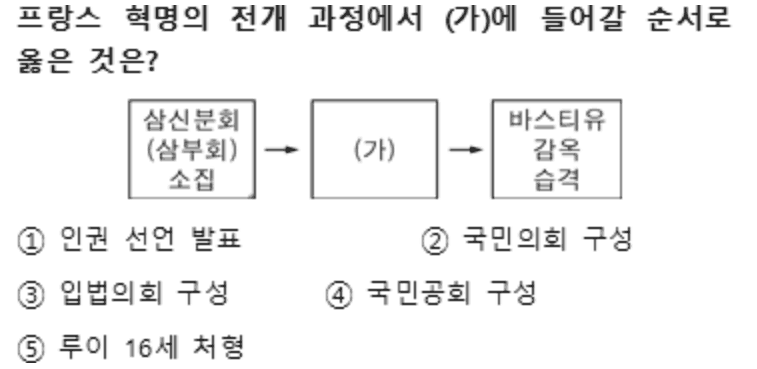 프랑스 혁명의 전개 과정에서 (가)에 들어갈 순서로
옳은 것은?
삼신분회
(삼부회)
소집
(가)
바스티유
감옥
습격
① 인권 선언 발표 ② 국민의회 구성
③ 입법의회 구성 ④ 국민공회 구성
⑤ 루이 16세 처형